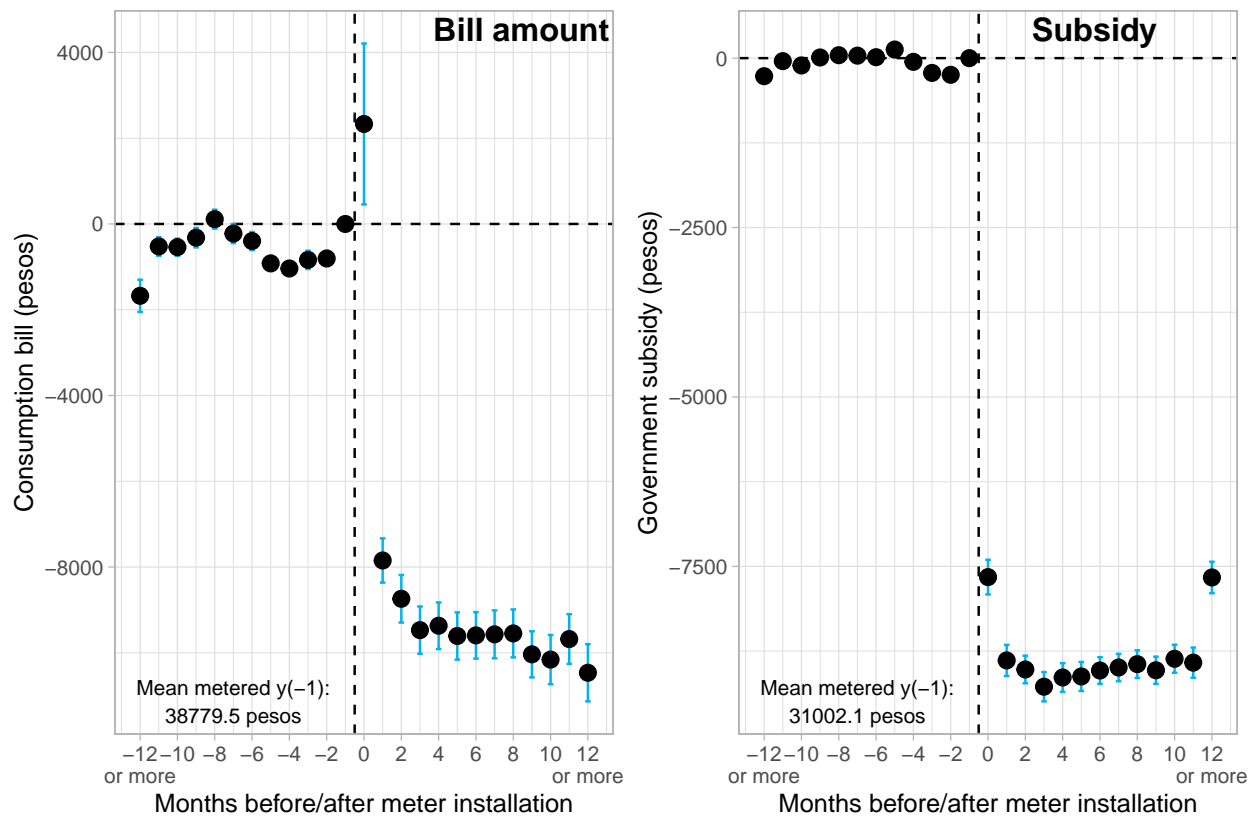 Bill amount
4000
0
−4000
−8000
Consumption bill (pesos)
Mean metered y(−1):
38779.5 pesos
−12 −10 −8 −6 −4 −2 0 2 4 6 8 10 12
or more or more
Months before/after meter installation
Subsidy
0
−2500
−5000
−7500
Government subsidy (pesos)
Mean metered y(−1):
31002.1 pesos
−12 −10 −8 −6 −4 −2 0 2 4 6 8 10 12
or more or more
Months before/after meter installation